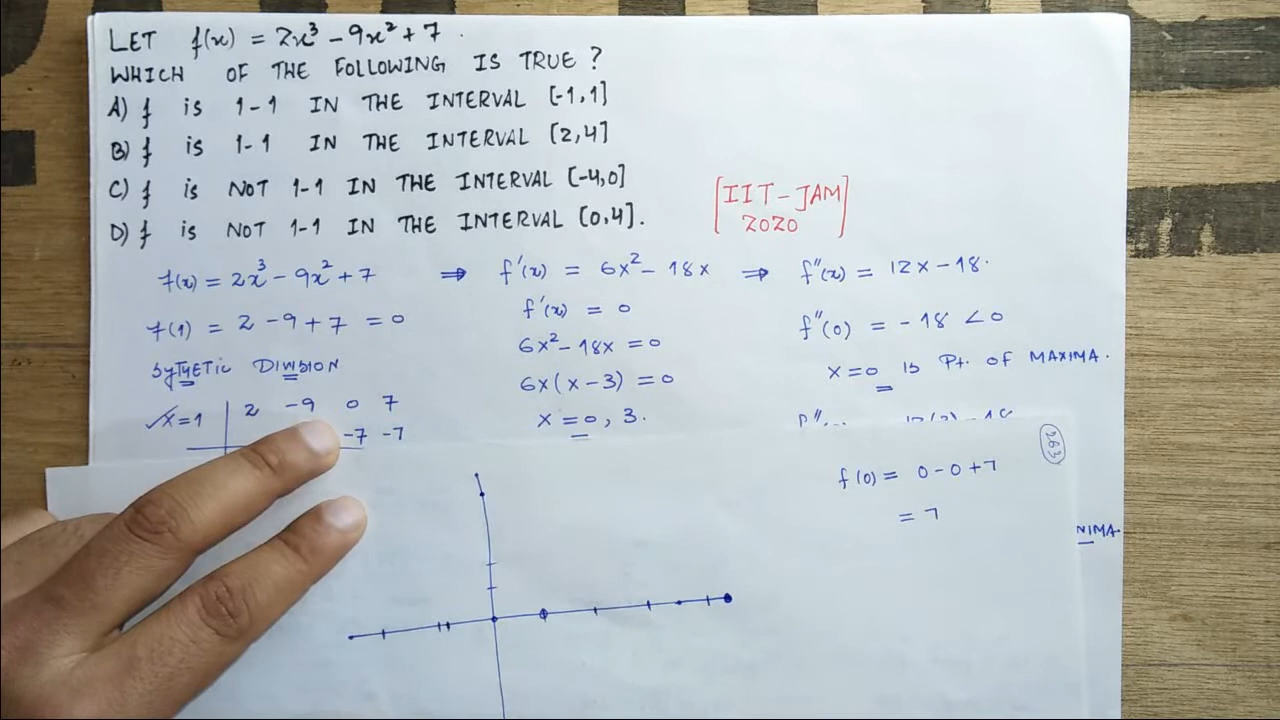 LET f(x) = 2x³ - 9x² + 7.
WHICH OF THE FOLLOWING IS TRUE?
A) f is 1-1 IN THE INTERVAL [-1,1]
B) f is 1-1 IN THE INTERVAL [2,4]
C) f is NOT 1-1 IN THE INTERVAL [-4,0]
D) f is NOT 1-1 IN THE INTERVAL [0,4].
[IIT-JAM
2020]
f(x) = 2x³ - 9x² + 7
f(1) = 2 - 9 + 7 = 0
SyTHETic DIVISION
✓x=1 | 2 -9 0 7
-7 -7
⇒ f'(x) = 6x² - 18x
f'(x) = 0
6x² - 18x = 0
6x(x-3) = 0
x = 0, 3.
⇒ f''(x) = 12x - 18.
f''(0) = -18 < 0
x=0 is Pt. OF MAXIMA.
263
f(0) = 0-0+7
= 7
NIMA